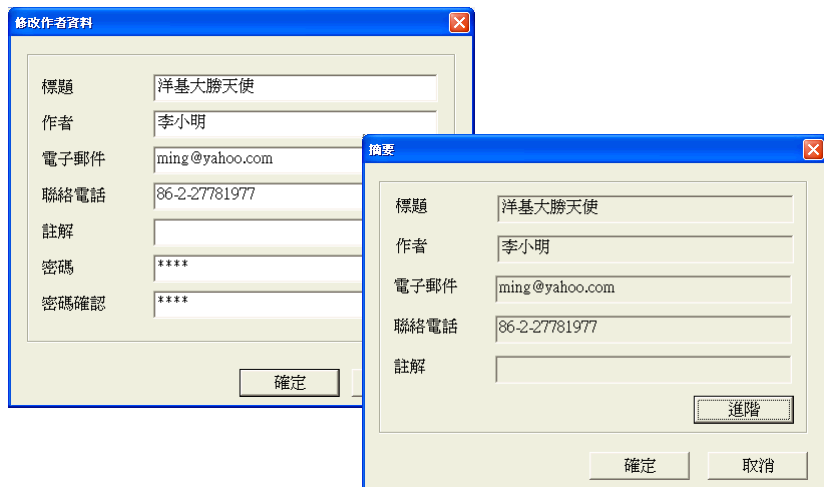 修改作者資料
標題 洋基大勝天使
作者 李小明
電子郵件 ming@yahoo.com
聯絡電話 86-2-27781977
註解
密碼 ****
密碼確認 ****
確定
摘要
標題 洋基大勝天使
作者 李小明
電子郵件 ming@yahoo.com
聯絡電話 86-2-27781977
註解
進階
確定 取消